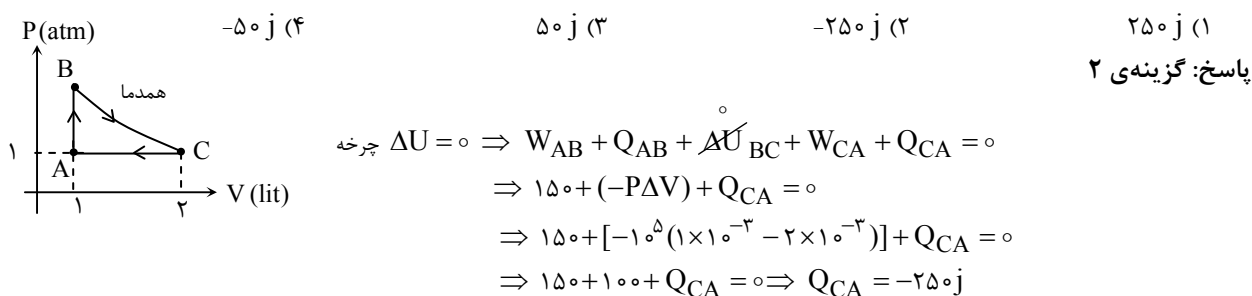 ۱) ۲۵۰ j ۲) -۲۵۰ j ۳) ۵۰ j ۴) -۵۰ j
پاسخ: گزینه‌ی ۲
P (atm)
B
همدما
۱
A
C
V (lit)
۱ ۲
چرخه ΔU = ۰ ⇒ W_AB + Q_AB + ΔU_BC + W_CA + Q_CA = ۰
۰
⇒ ۱۵۰ + (−PΔV) + Q_CA = ۰
⇒ ۱۵۰ + [−۱۰^۵ (۱×۱۰^−۳ − ۲×۱۰^−۳)] + Q_CA = ۰
⇒ ۱۵۰ + ۱۰۰ + Q_CA = ۰ ⇒ Q_CA = −۲۵۰ j